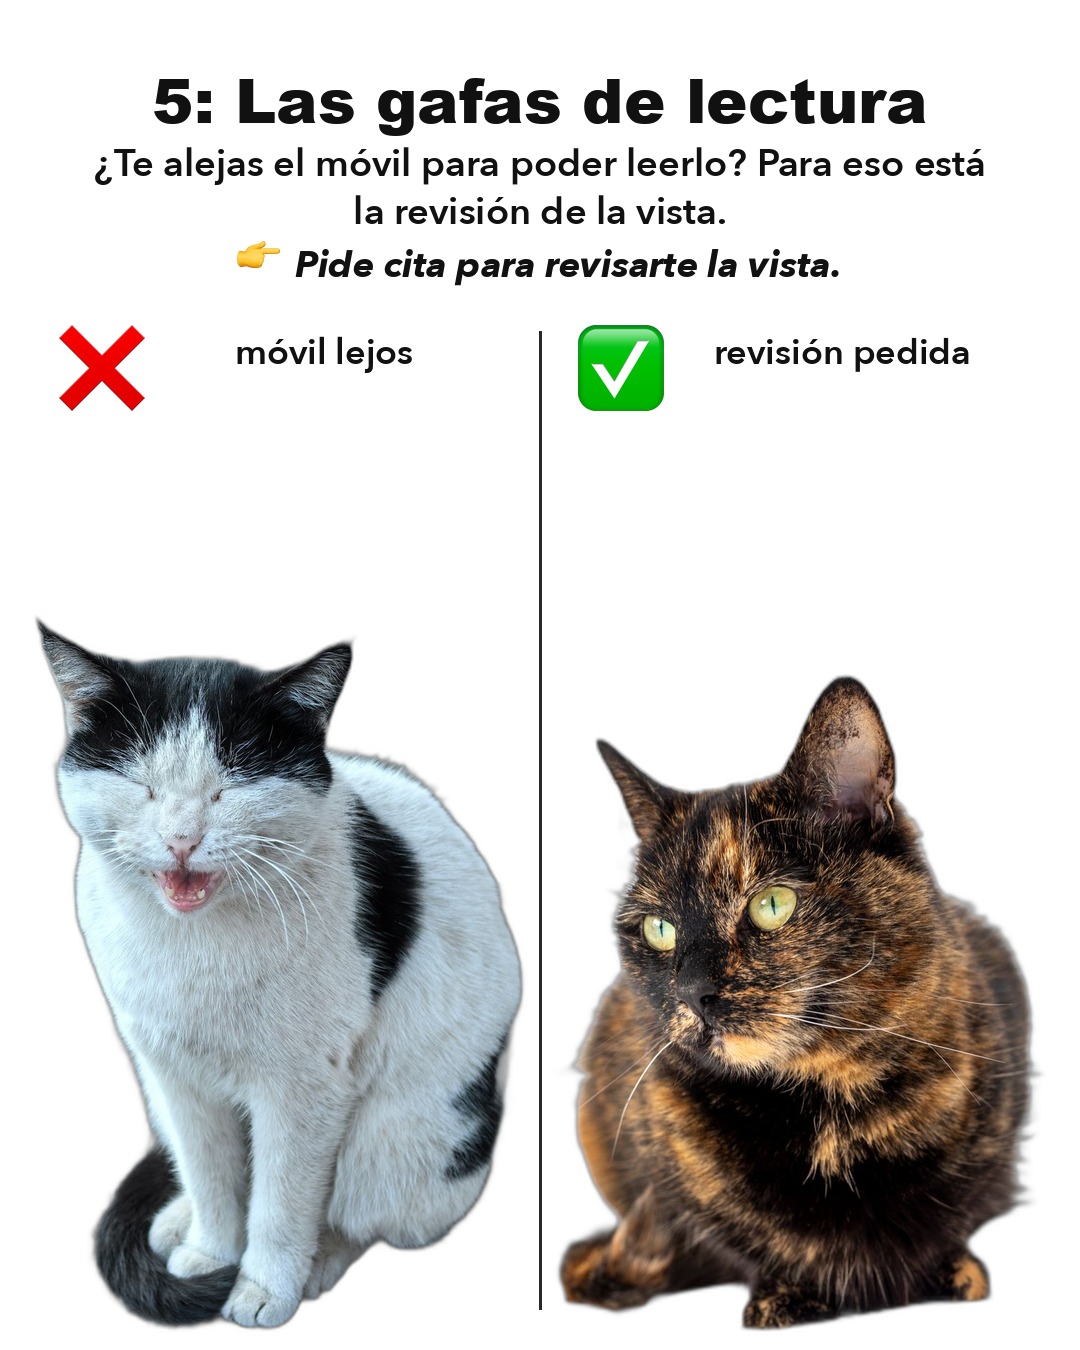 5: Las gafas de lectura
¿Te alejas el móvil para poder leerlo? Para eso está
la revisión de la vista.
👉 Pide cita para revisarte la vista.
❌ móvil lejos
✅ revisión pedida